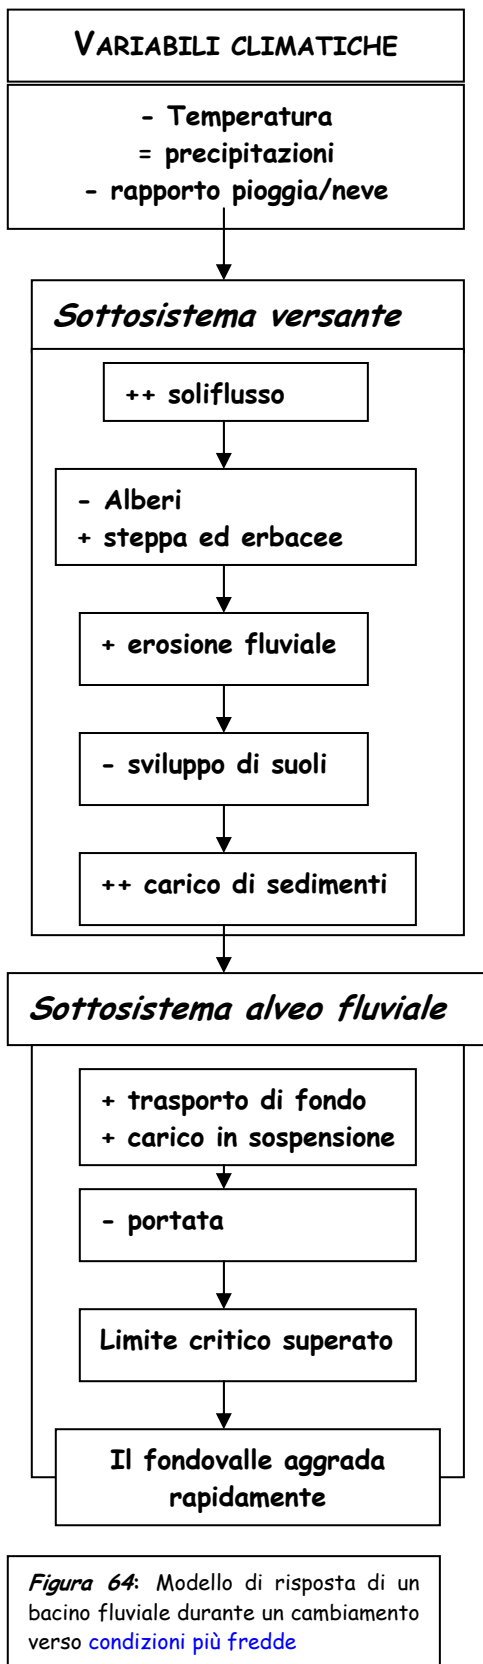 VARIABILI CLIMATICHE
- Temperatura
= precipitazioni
- rapporto pioggia/neve
Sottosistema versante
++ soliflusso
- Alberi
+ steppa ed erbacee
+ erosione fluviale
- sviluppo di suoli
++ carico di sedimenti
Sottosistema alveo fluviale
+ trasporto di fondo
+ carico in sospensione
- portata
Limite critico superato
Il fondovalle aggrada
rapidamente
Figura 64: Modello di risposta di un
bacino fluviale durante un cambiamento
verso condizioni più fredde